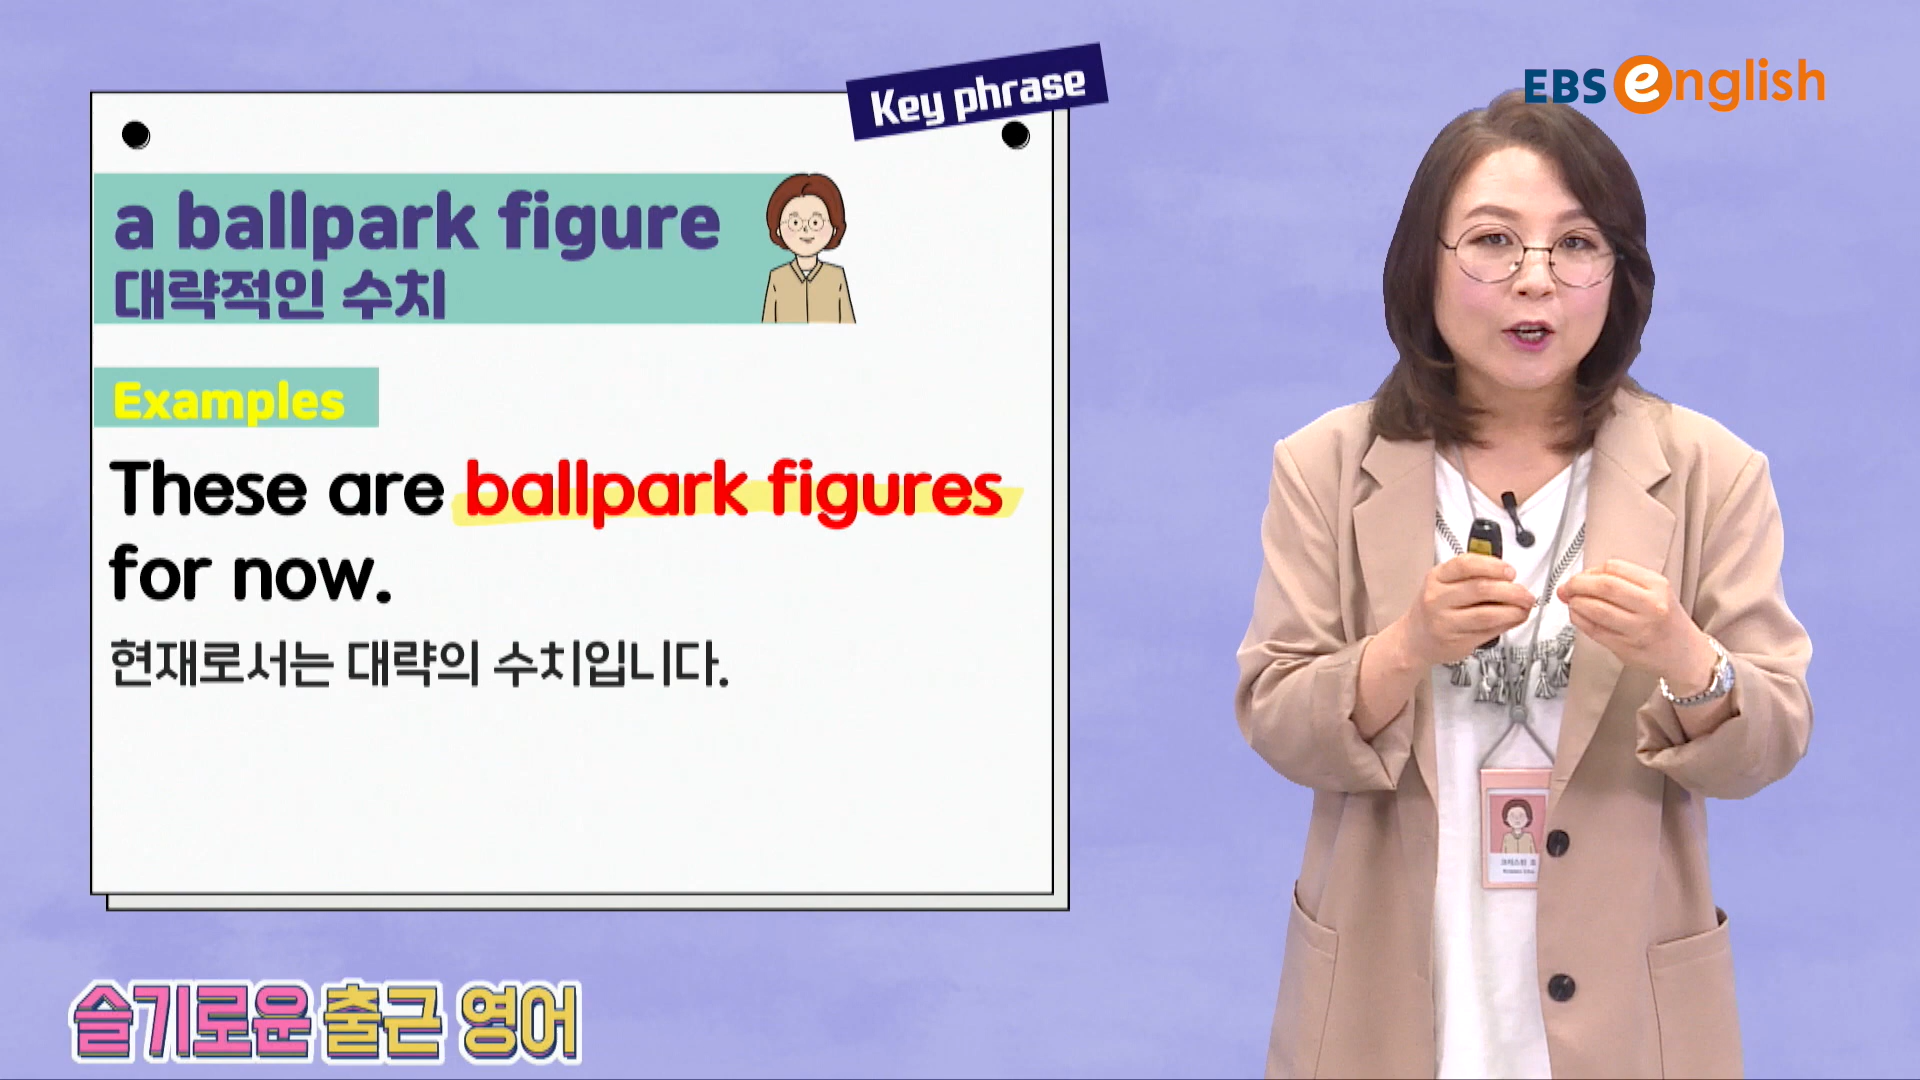 Key phrase
EBS english
a ballpark figure
대략적인 수치
Examples
These are ballpark figures
for now.
현재로서는 대략의 수치입니다.
슬기로운 출근 영어